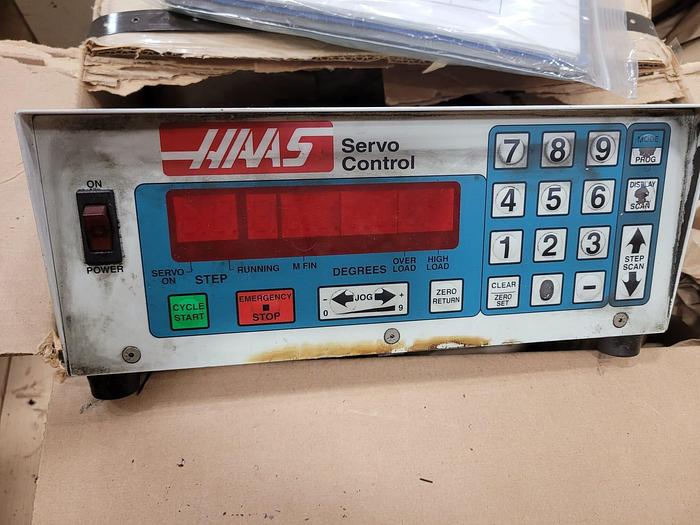 HAAS
Servo
Control
ON
POWER
SERVO ON
STEP
RUNNING
M FIN
DEGREES
OVER LOAD
HIGH LOAD
CYCLE
START
EMERGENCY
STOP
- JOG +
0 9
ZERO
RETURN
7 8 9
MODE
PROG
4 5 6
DISPLAY
SCAN
1 2 3
STEP
SCAN
CLEAR
ZERO
SET
0 -